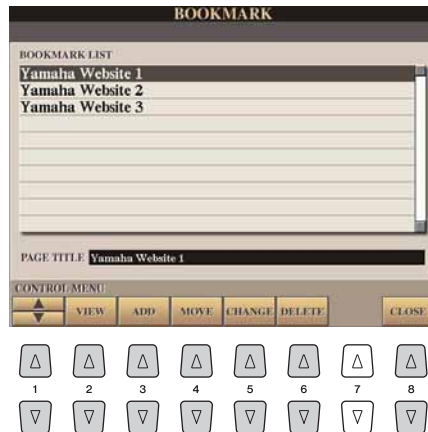 BOOKMARK
BOOKMARK LIST
Yamaha Website 1
Yamaha Website 2
Yamaha Website 3
PAGE TITLE Yamaha Website 1
CONTROL MENU
VIEW ADD MOVE CHANGE DELETE CLOSE
1 2 3 4 5 6 7 8